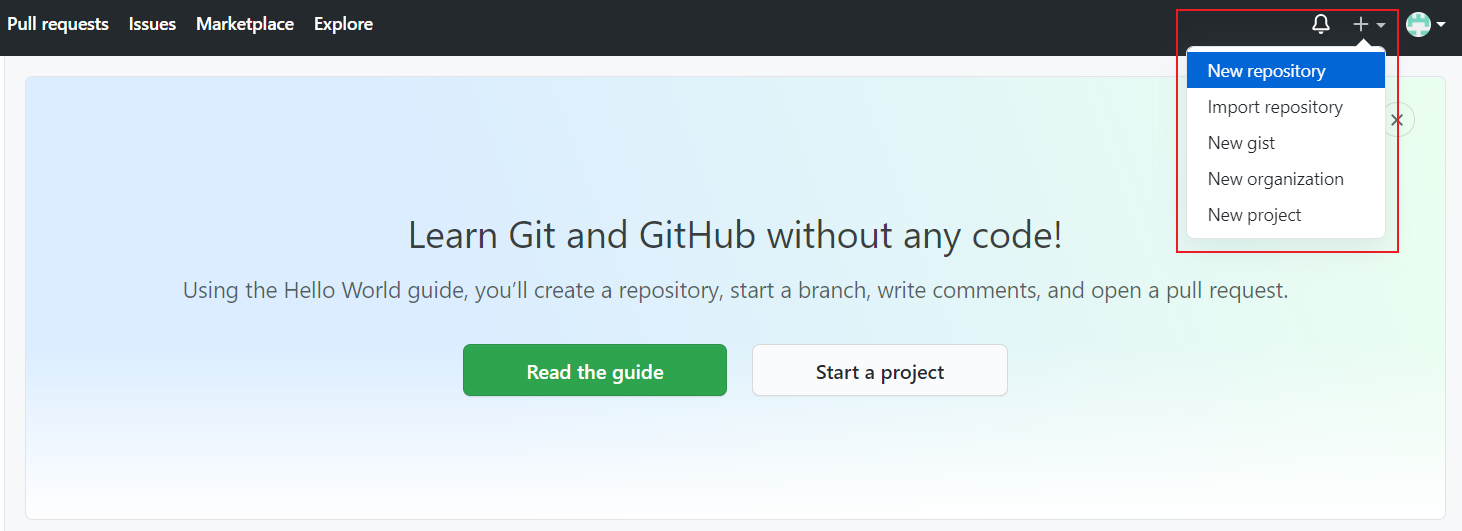 Pull requests Issues Marketplace Explore
New repository
Import repository
New gist
New organization
New project
Learn Git and GitHub without any code!
Using the Hello World guide, you’ll create a repository, start a branch, write comments, and open a pull request.
Read the guide Start a project